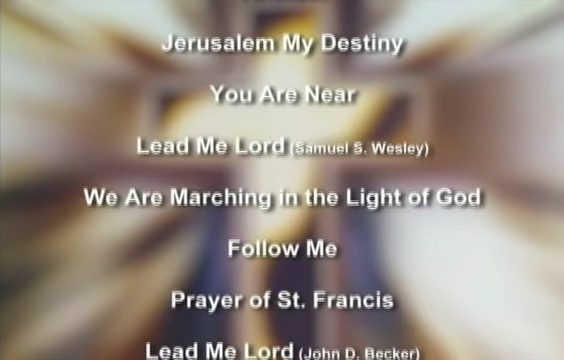 Jerusalem My Destiny
You Are Near
Lead Me Lord (Samuel S. Wesley)
We Are Marching in the Light of God
Follow Me
Prayer of St. Francis
Lead Me Lord (John D. Becker)